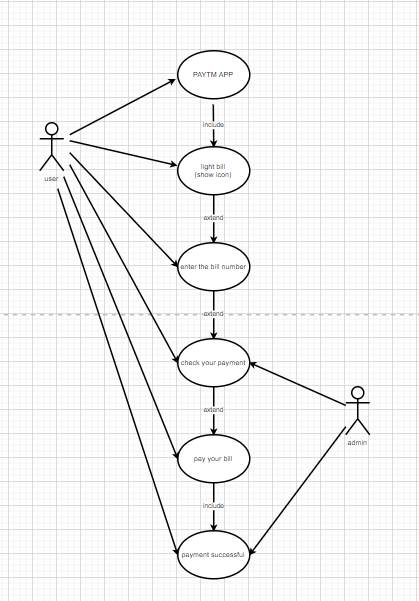 PAYTM APP
include
light bill
(show icon)
user
extend
enter the bill number
extend
check your payment
extend
admin
pay your bill
include
payment successful